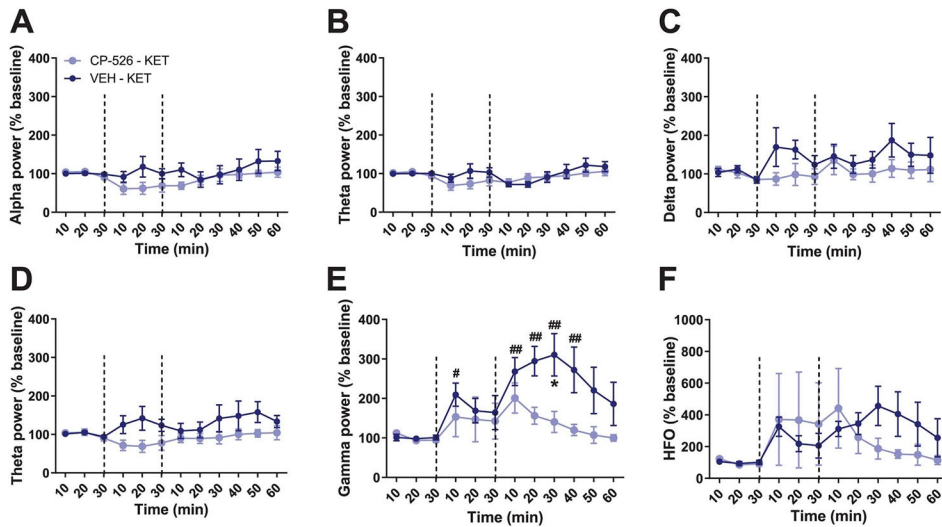 A
Alpha power (% baseline)
400
300
200
100
0
CP-526 - KET
VEH - KET
10 20 30 10 20 30 10 20 30 40 50 60
Time (min)
B
Theta power (% baseline)
400
300
200
100
0
10 20 30 10 20 30 10 20 30 40 50 60
Time (min)
C
Delta power (% baseline)
400
300
200
100
0
10 20 30 10 20 30 10 20 30 40 50 60
Time (min)
D
Theta power (% baseline)
400
300
200
100
0
10 20 30 10 20 30 10 20 30 40 50 60
Time (min)
E
Gamma power (% baseline)
400
300
200
100
0
# ## ## ## ##
*
10 20 30 10 20 30 10 20 30 40 50 60
Time (min)
F
HFO (% baseline)
1000
800
600
400
200
0
10 20 30 10 20 30 10 20 30 40 50 60
Time (min)